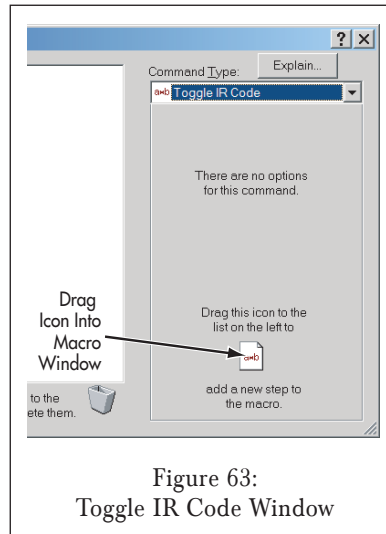 Explain...
Command Type:
a⇔b Toggle IR Code
There are no options
for this command.
Drag
Icon Into
Macro
Window
Drag this icon to the
list on the left to
a⇔b
add a new step to
the macro.
to the
ete them.
Figure 63:
Toggle IR Code Window